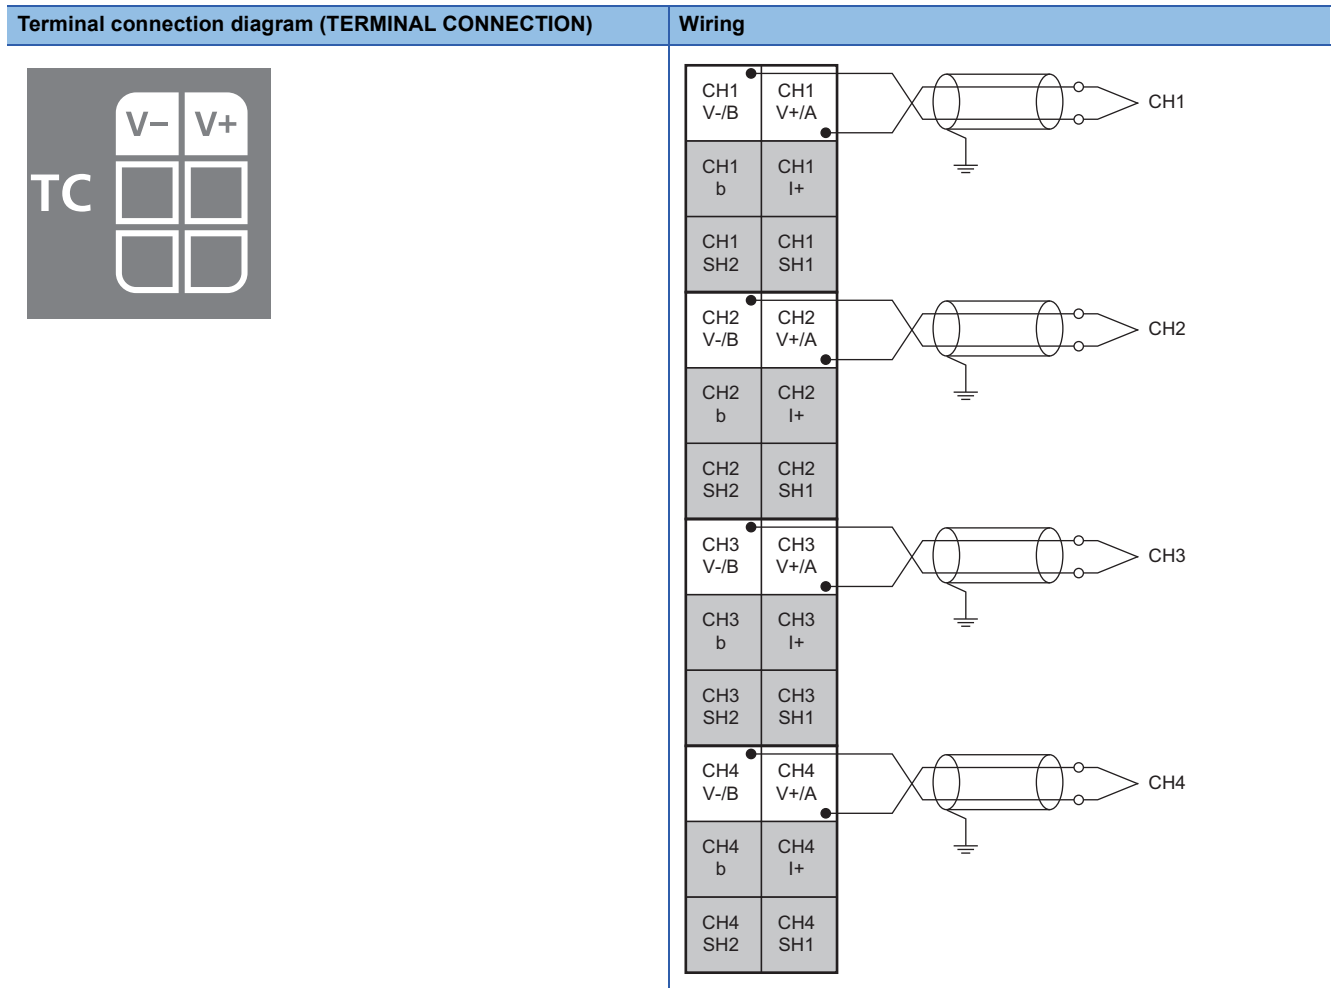 Terminal connection diagram (TERMINAL CONNECTION)
Wiring
V− V+
TC
CH1 CH1
V-/B V+/A
CH1
CH1 CH1
b I+
CH1 CH1
SH2 SH1
CH2 CH2
V-/B V+/A
CH2
CH2 CH2
b I+
CH2 CH2
SH2 SH1
CH3 CH3
V-/B V+/A
CH3
CH3 CH3
b I+
CH3 CH3
SH2 SH1
CH4 CH4
V-/B V+/A
CH4
CH4 CH4
b I+
CH4 CH4
SH2 SH1